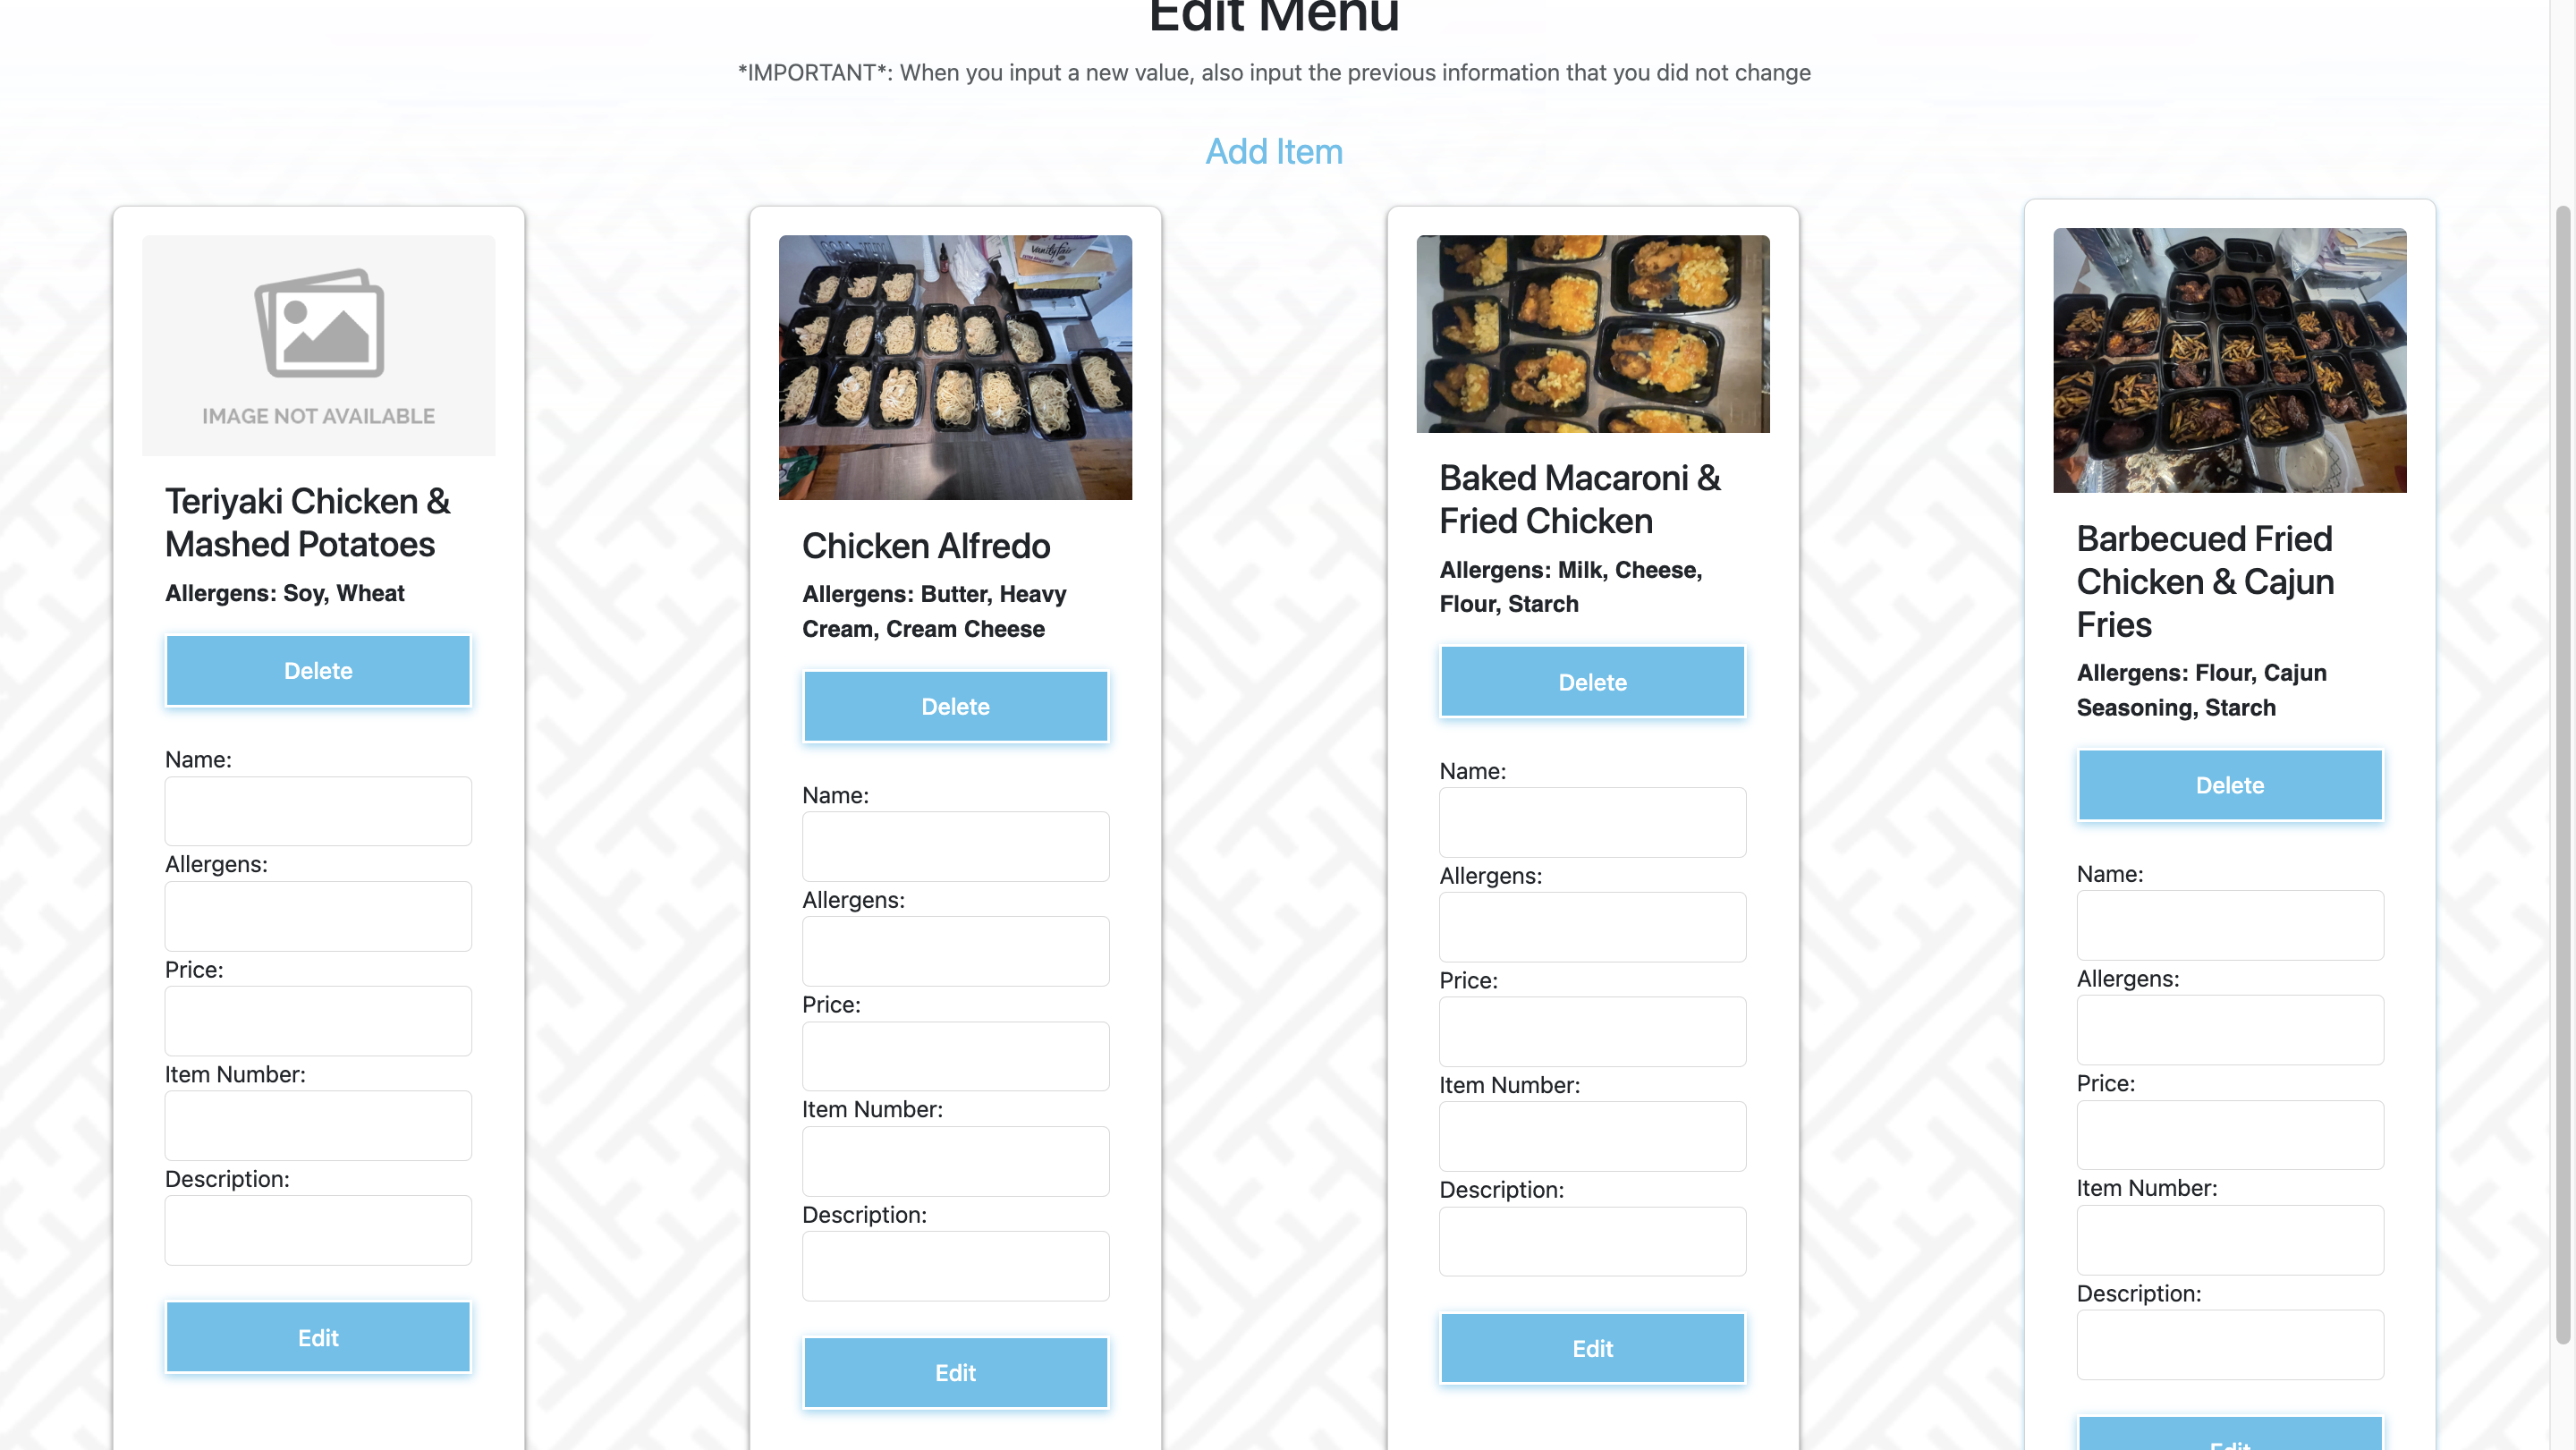 Edit Menu
*IMPORTANT*: When you input a new value, also input the previous information that you did not change
Add Item
IMAGE NOT AVAILABLE
Teriyaki Chicken &
Mashed Potatoes
Allergens: Soy, Wheat
Delete
Name:
Allergens:
Price:
Item Number:
Description:
Edit
Vanity Fair
Chicken Alfredo
Allergens: Butter, Heavy
Cream, Cream Cheese
Delete
Name:
Allergens:
Price:
Item Number:
Description:
Edit
Baked Macaroni &
Fried Chicken
Allergens: Milk, Cheese,
Flour, Starch
Delete
Name:
Allergens:
Price:
Item Number:
Description:
Edit
Barbecued Fried
Chicken & Cajun
Fries
Allergens: Flour, Cajun
Seasoning, Starch
Delete
Name:
Allergens:
Price:
Item Number:
Description:
Edit